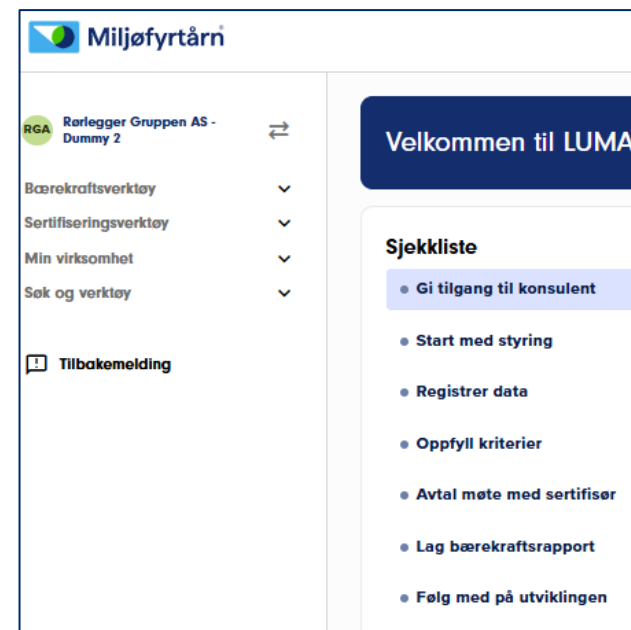 Miljøfyrtårn
RGA
Rørlegger Gruppen AS -
Dummy 2
Bærekraftsverktøy
Sertifiseringsverktøy
Min virksomhet
Søk og verktøy
Tilbakemelding
Velkommen til LUMA
Sjekkliste
Gi tilgang til konsulent
Start med styring
Registrer data
Oppfyll kriterier
Avtal møte med sertifisør
Lag bærekraftsrapport
Følg med på utviklingen